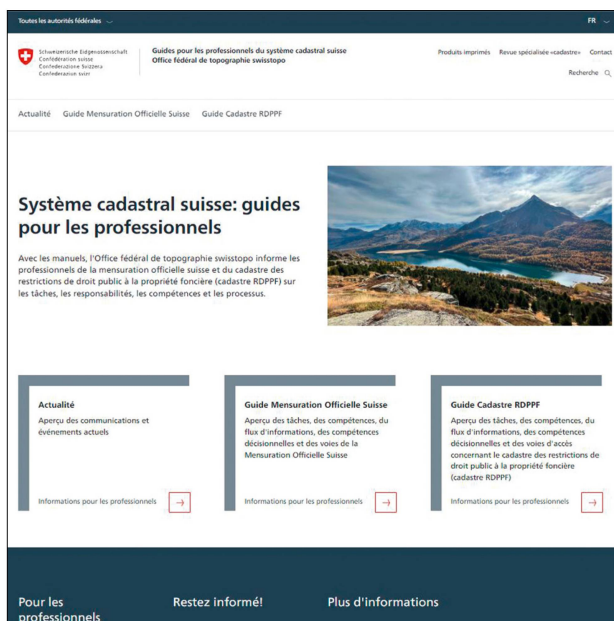 Toutes les autorités fédérales
FR
Schweizerische Eidgenossenschaft
Confédération suisse
Confederazione Svizzera
Confederaziun svizra
Guides pour les professionnels du système cadastral suisse
Office fédéral de topographie swisstopo
Produits imprimés Revue spécialisée «cadastre» Contact
Recherche
Actualité Guide Mensuration Officielle Suisse Guide Cadastre RDPPF
Système cadastral suisse: guides
pour les professionnels
Avec les manuels, l'Office fédéral de topographie swisstopo informe les
professionnels de la mensuration officielle suisse et du cadastre des
restrictions de droit public à la propriété foncière (cadastre RDPPF) sur
les tâches, les responsabilités, les compétences et les processus.
Actualité
Aperçu des communications et
événements actuels
Informations pour les professionnels
Guide Mensuration Officielle Suisse
Aperçu des tâches, des compétences, du
flux d'informations, des compétences
décisionnelles et des voies de la
Mensuration Officielle Suisse
Informations pour les professionnels
Guide Cadastre RDPPF
Aperçu des tâches, des compétences, du
flux d'informations, des compétences
décisionnelles et des voies d'accès
concernant le cadastre des restrictions de
droit public à la propriété foncière
(cadastre RDPPF)
Informations pour les professionnels
Pour les
professionnels
Restez informé!
Plus d'informations